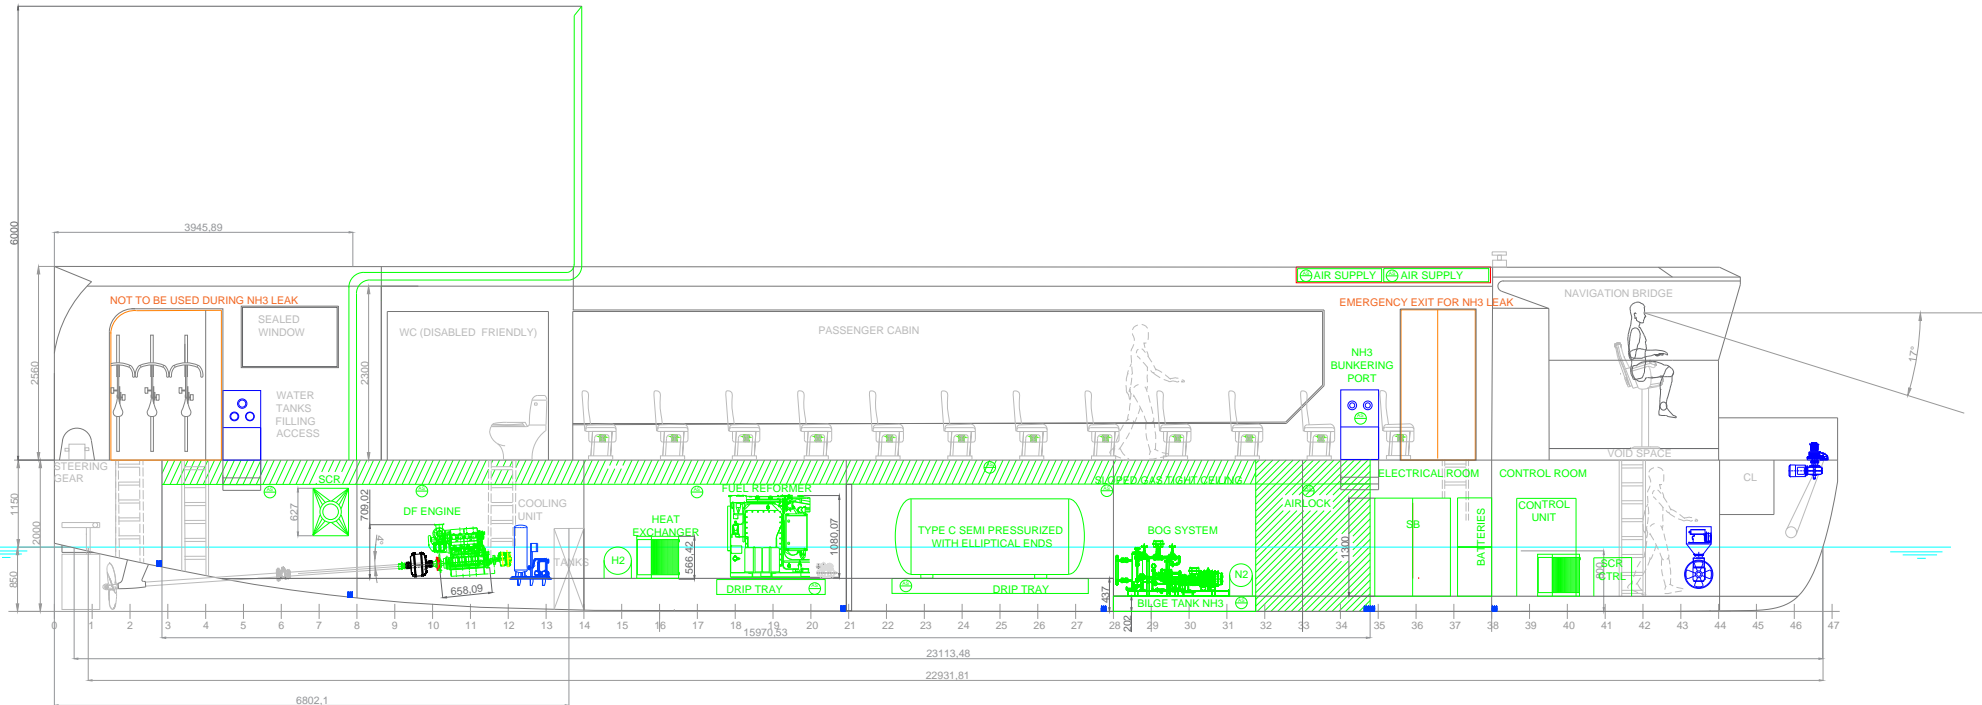 6000
3945,89
AIR SUPPLY
AIR SUPPLY
NOT TO BE USED DURING NH3 LEAK
EMERGENCY EXIT FOR NH3 LEAK
NAVIGATION BRIDGE
SEALED
WINDOW
WC (DISABLED FRIENDLY)
PASSENGER CABIN
17°
2560
2300
NH3
BUNKERING
PORT
WATER
TANKS
FILLING
ACCESS
STEERING
GEAR
VOID SPACE
SCR
SLOPED/GAS TIGHT/CEILING
ELECTRICAL ROOM
CONTROL ROOM
CL
FUEL REFORMER
1150
2000
627
709,02
DF ENGINE
COOLING
UNIT
HEAT
EXCHANGER
1080,07
TYPE C SEMI PRESSURIZED
WITH ELLIPTICAL ENDS
BOG SYSTEM
AIRLOCK
SB
BATTERIES
CONTROL
UNIT
1300
4°
TANKS
H2
566,42
N2
SCR
CTRL
850
658,09
DRIP TRAY
DRIP TRAY
437
BILGE TANK NH3
202
0 1 2 3 4 5 6 7 8 9 10 11 12 13 14 15 16 17 18 19 20 21 22 23 24 25 26 27 28 29 30 31 32 33 34 35 36 37 38 39 40 41 42 43 44 45 46 47
15970,53
23113,48
22931,81
6802,1